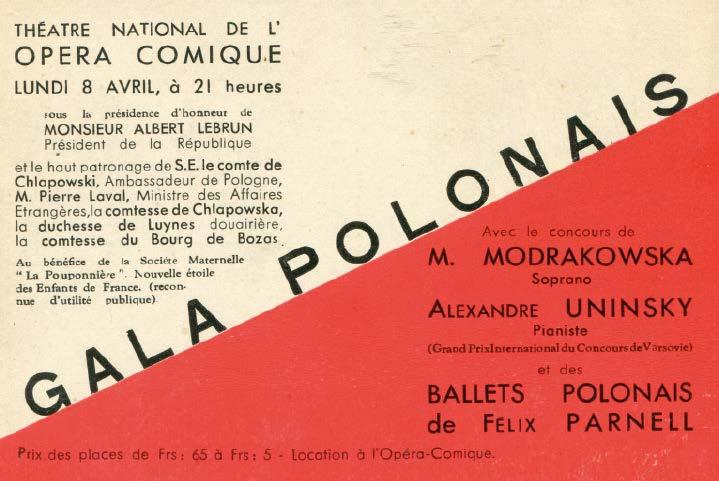 THÉATRE NATIONAL DE L'
OPERA COMIQUE
LUNDI 8 AVRIL, à 21 heures
sous la présidence d'honneur de
MONSIEUR ALBERT LEBRUN
Président de la République
et le haut patronage de S.E. le comte de
Chlapowski, Ambassadeur de Pologne,
M. Pierre Laval, Ministre des Affaires
Etrangères, la comtesse de Chlapowska,
la duchesse de Luynes douairière,
la comtesse du Bourg de Bozas.
Au bénéfice de la Société Maternelle
"La Pouponnière". Nouvelle étoile
des Enfants de France. (recon-
nue d'utilité publique)
GALA POLONAIS
Avec le concours de
M. MODRAKOWSKA
Soprano
ALEXANDRE UNINSKY
Pianiste
(Grand Prix International du Concours de Varsovie)
et des
BALLETS POLONAIS
de FÉLIX PARNELL
Prix des places de Frs : 65 à Frs : 5 - Location à l'Opéra-Comique.